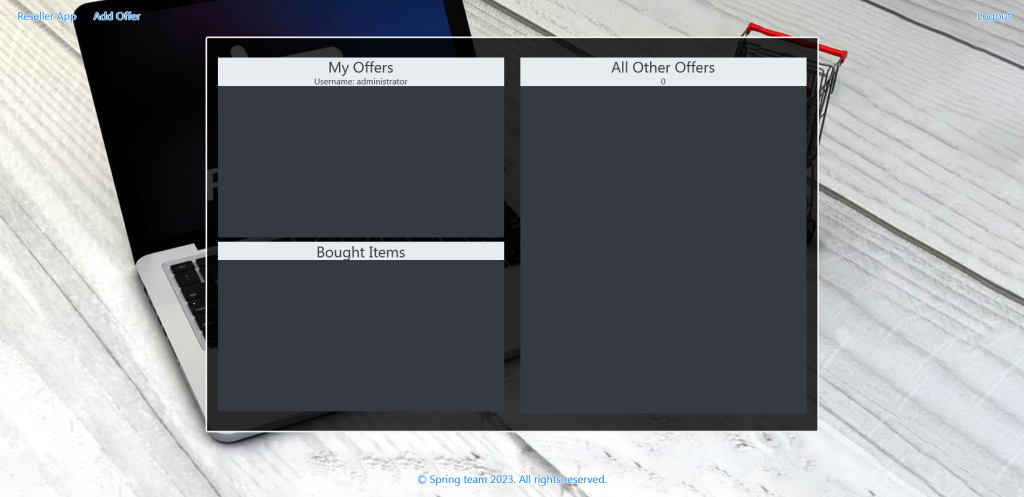 Reseller App Add Offer Logout
My Offers
Username: administrator
All Other Offers
0
Bought Items
© Spring team 2023. All rights reserved.